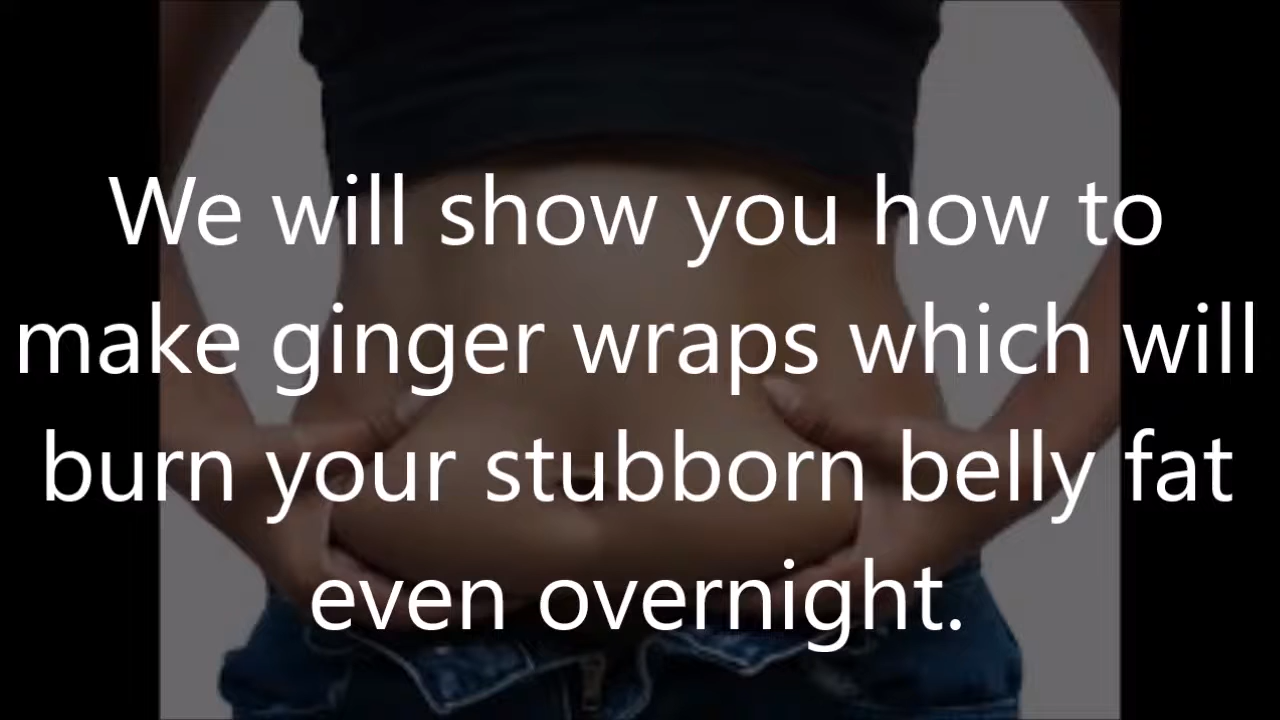 We will show you how to
make ginger wraps which will
burn your stubborn belly fat
even overnight.